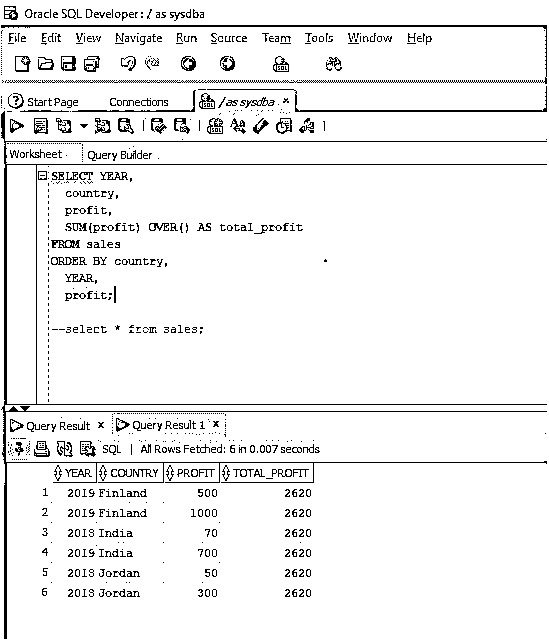 Oracle SQL Developer : / as sysdba
File Edit View Navigate Run Source Team Tools Window Help
Start Page Connections / as sysdba ×
Worksheet Query Builder
SELECT YEAR,
country,
profit,
SUM(profit) OVER() AS total_profit
FROM sales
ORDER BY country,
YEAR,
profit;
--select * from sales;
Query Result × Query Result 1 ×
SQL | All Rows Fetched: 6 in 0.007 seconds
YEAR COUNTRY PROFIT TOTAL_PROFIT
1 2019 Finland 500 2620
2 2019 Finland 1000 2620
3 2018 India 70 2620
4 2019 India 700 2620
5 2018 Jordan 50 2620
6 2018 Jordan 300 2620